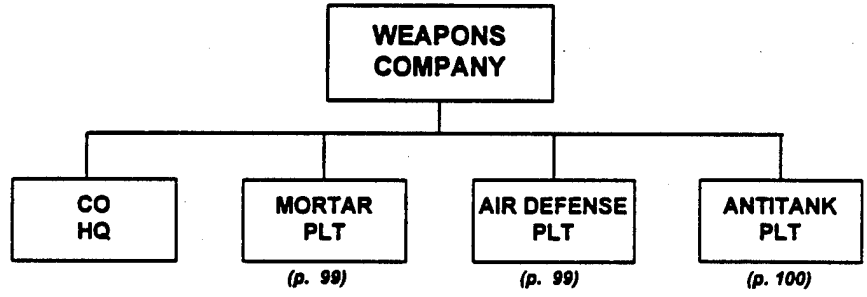 WEAPONS
COMPANY
CO
HQ
MORTAR
PLT
(p. 99)
AIR DEFENSE
PLT
(p. 99)
ANTITANK
PLT
(p. 100)